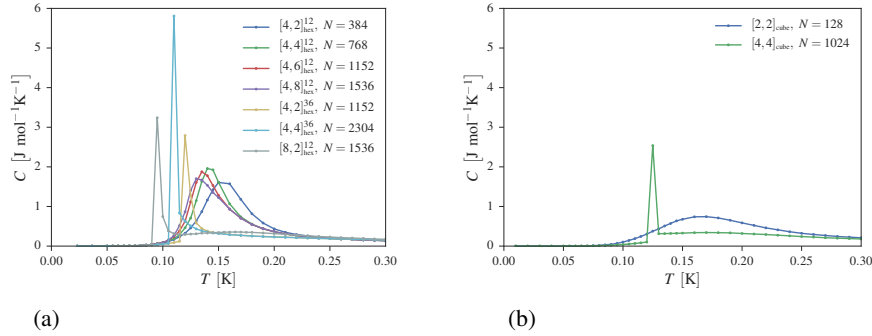 6
5
4
3
2
1
0
C [J mol⁻¹K⁻¹]
[4, 2]¹²hex, N = 384
[4, 4]¹²hex, N = 768
[4, 6]¹²hex, N = 1152
[4, 8]¹²hex, N = 1536
[4, 2]³⁶hex, N = 1152
[4, 4]³⁶hex, N = 2304
[8, 2]¹²hex, N = 1536
0.00 0.05 0.10 0.15 0.20 0.25 0.30
T [K]
(a)
6
5
4
3
2
1
0
C [J mol⁻¹K⁻¹]
[2, 2]cube, N = 128
[4, 4]cube, N = 1024
0.00 0.05 0.10 0.15 0.20 0.25 0.30
T [K]
(b)